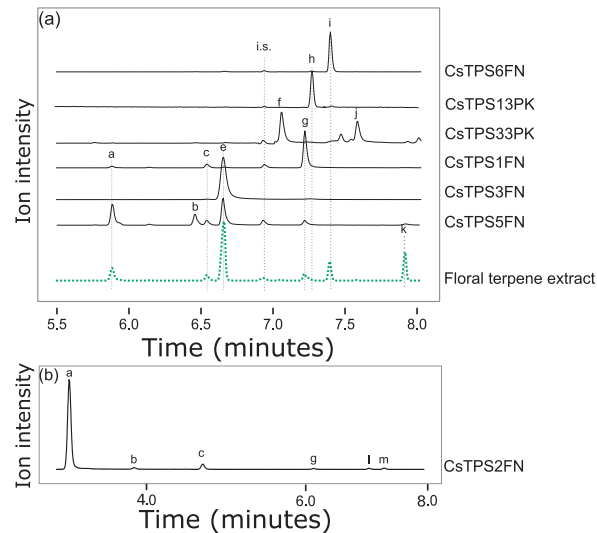 (a)
i
i.s.
h
CsTPS6FN
CsTPS13PK
f
j
CsTPS33PK
g
a
c
e
CsTPS1FN
CsTPS3FN
b
CsTPS5FN
k
Floral terpene extract
Ion intensity
5.5 6.0 6.5 7.0 7.5 8.0
Time (minutes)
(b)
a
b
c
g
l
m
CsTPS2FN
Ion intensity
4.0 6.0 8.0
Time (minutes)